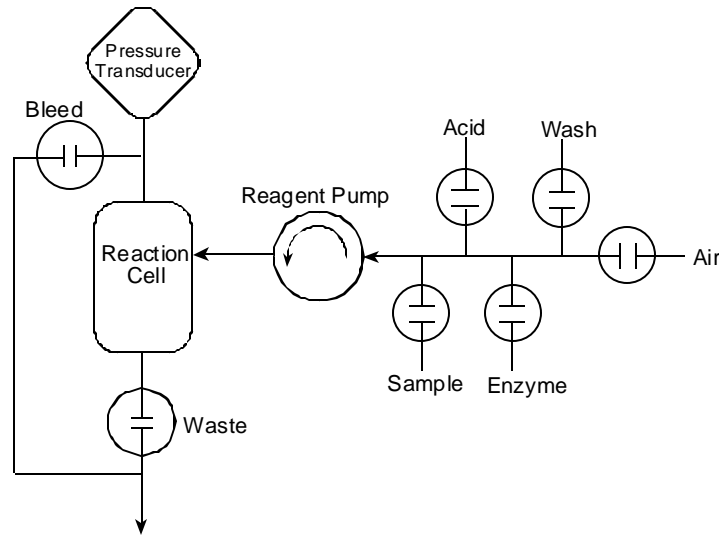 Pressure
Transducer
Bleed
Acid
Wash
Reagent Pump
Reaction
Cell
Air
Sample
Enzyme
Waste